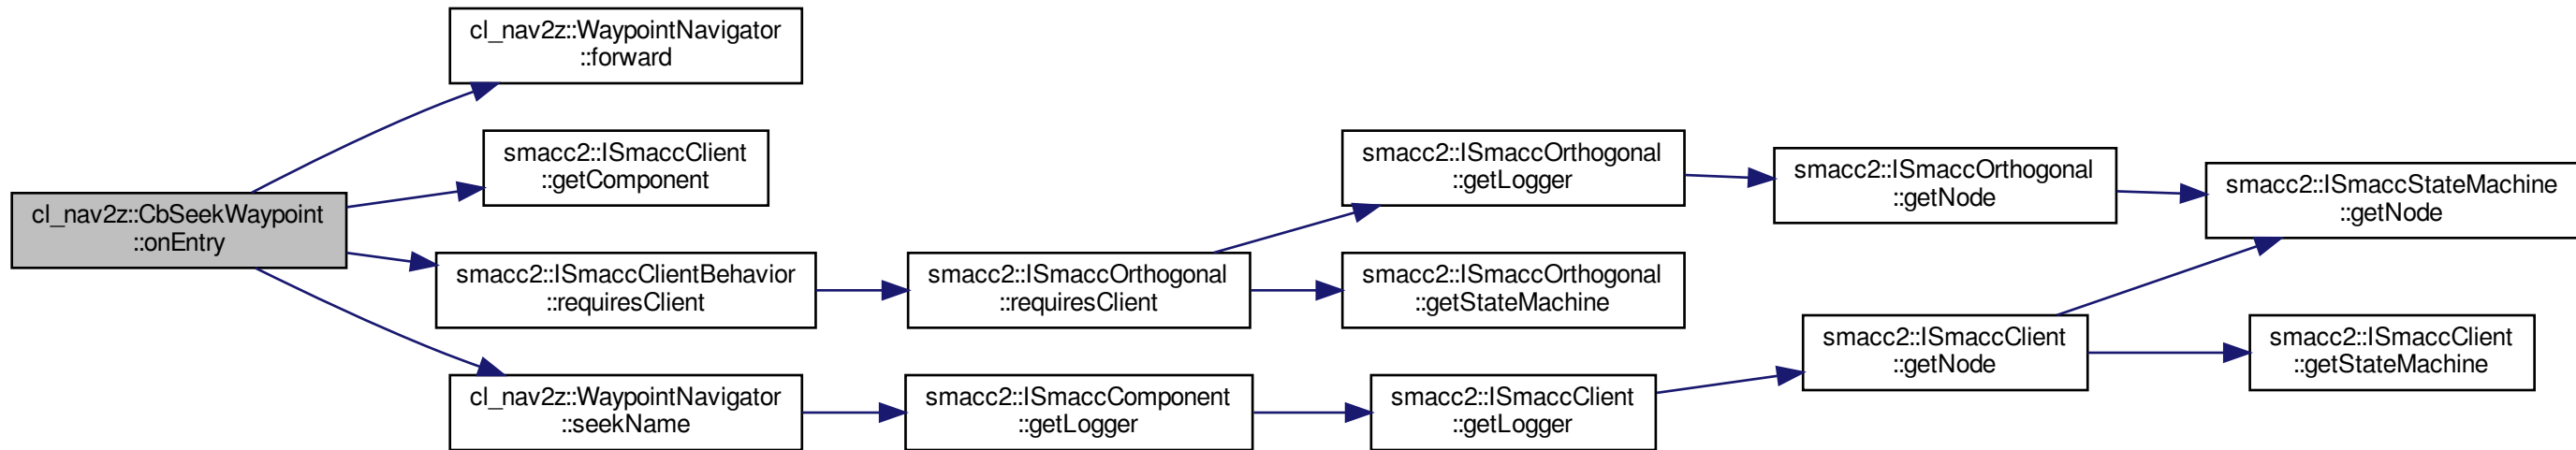 cl_nav2z::WaypointNavigator
::forward
smacc2::ISmaccClient
::getComponent
cl_nav2z::CbSeekWaypoint
::onEntry
smacc2::ISmaccClientBehavior
::requiresClient
cl_nav2z::WaypointNavigator
::seekName
smacc2::ISmaccOrthogonal
::requiresClient
smacc2::ISmaccComponent
::getLogger
smacc2::ISmaccOrthogonal
::getLogger
smacc2::ISmaccOrthogonal
::getStateMachine
smacc2::ISmaccClient
::getLogger
smacc2::ISmaccOrthogonal
::getNode
smacc2::ISmaccClient
::getNode
smacc2::ISmaccStateMachine
::getNode
smacc2::ISmaccClient
::getStateMachine